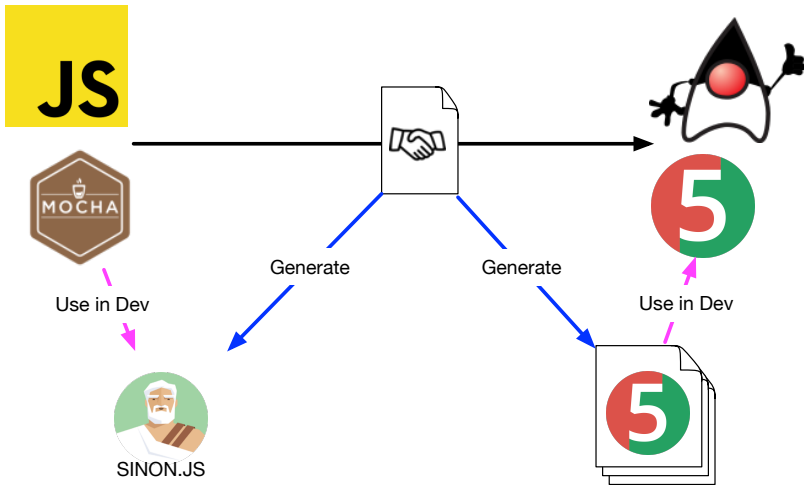 JS
MOCHA
5
Generate
Generate
Use in Dev
Use in Dev
5
SINON.JS